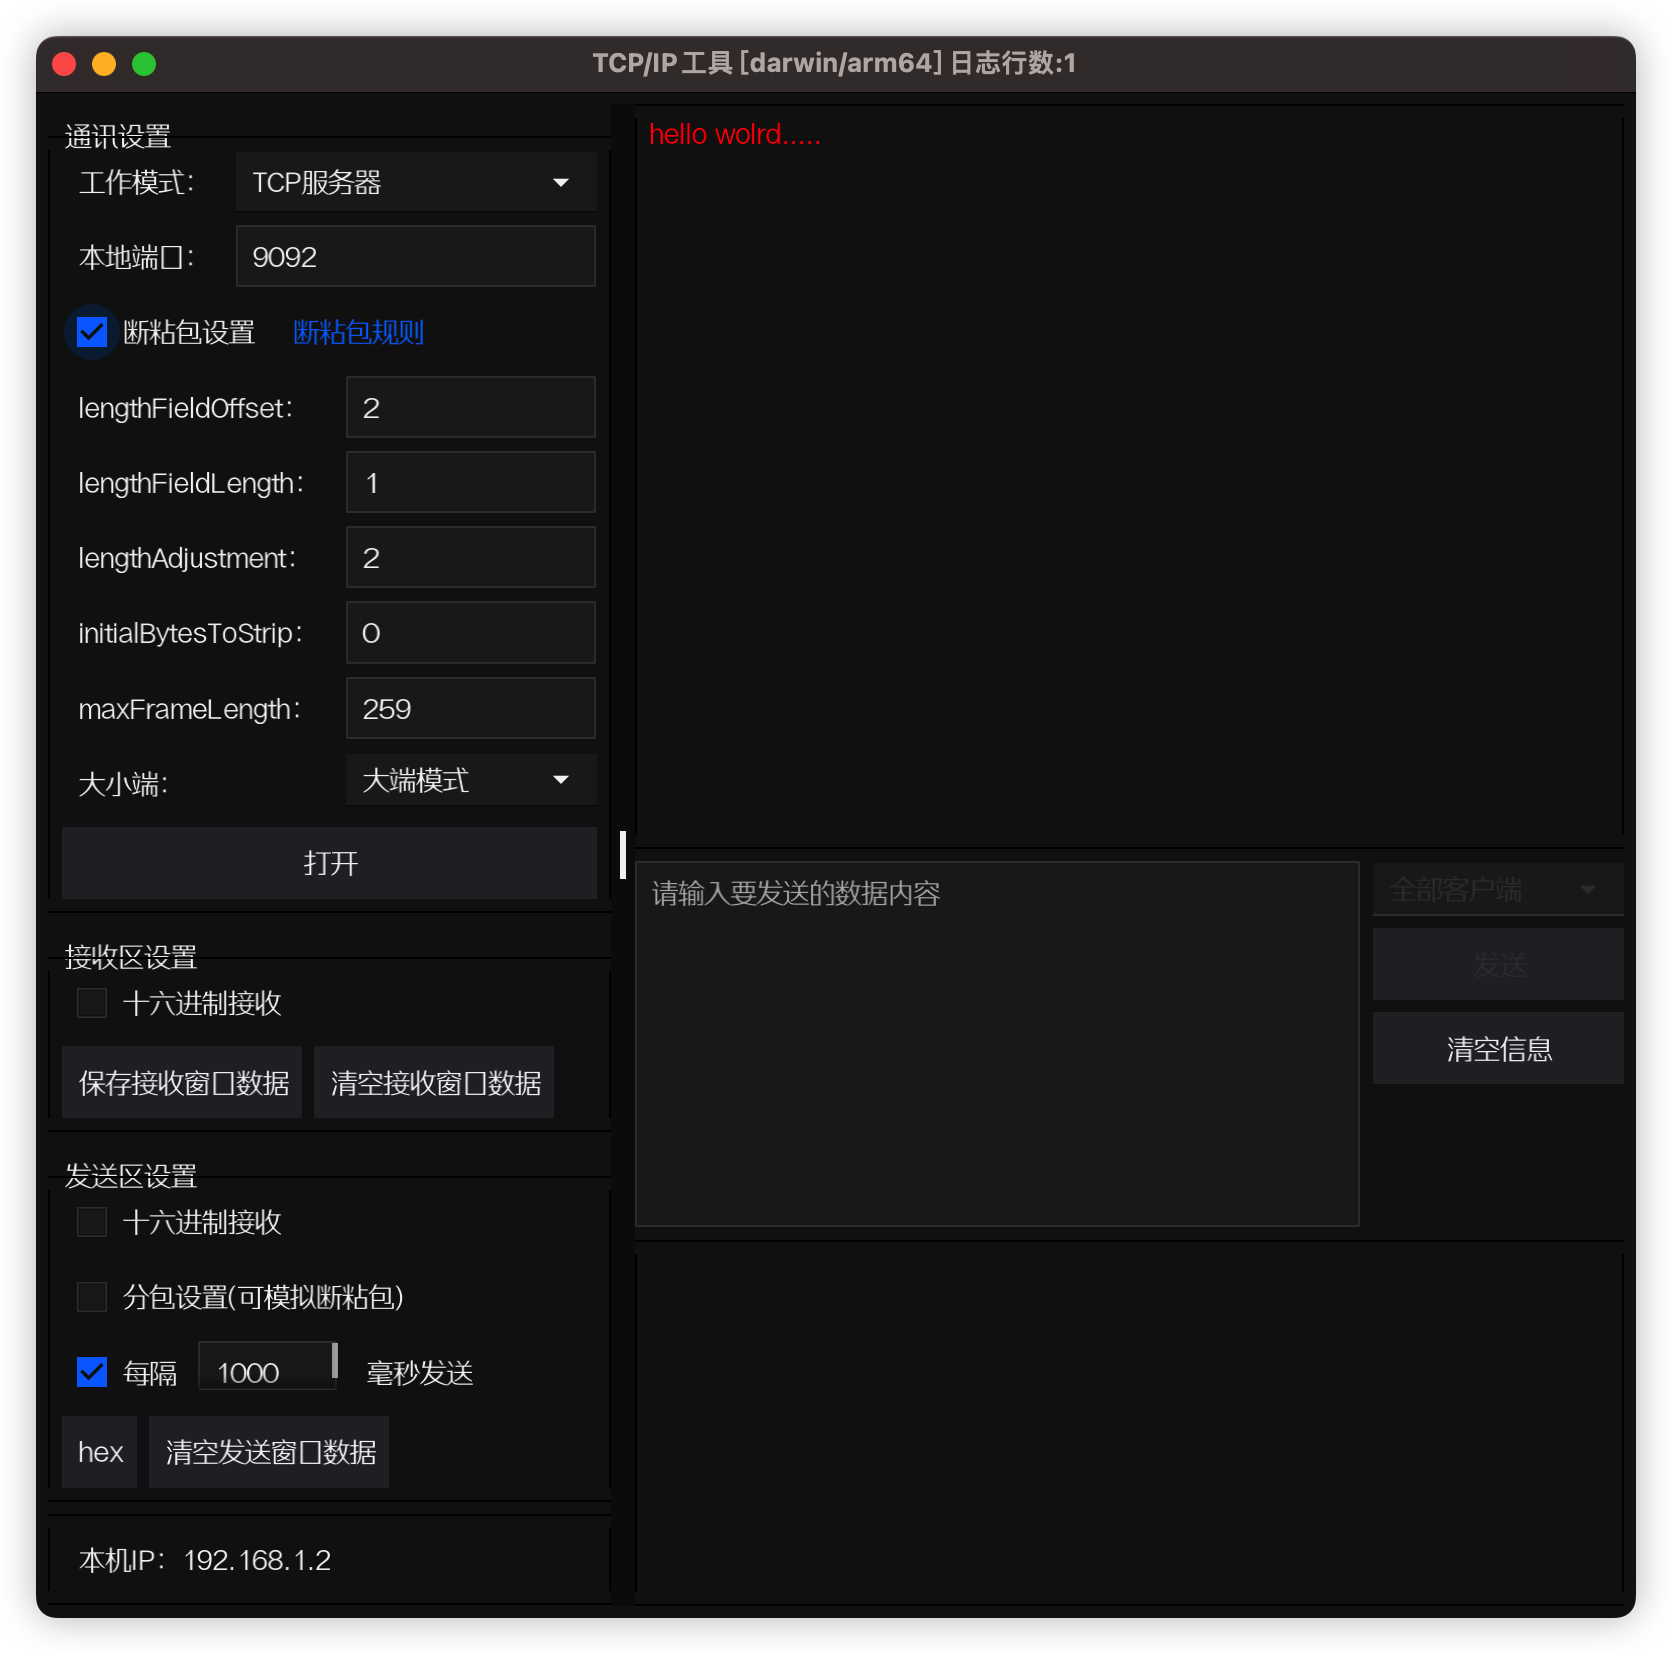 TCP/IP 工具 [darwin/arm64] 日志行数:1
通讯设置
工作模式: TCP服务器
本地端口: 9092
断粘包设置 断粘包规则
lengthFieldOffset: 2
lengthFieldLength: 1
lengthAdjustment: 2
initialBytesToStrip: 0
maxFrameLength: 259
大小端: 大端模式
打开
接收区设置
十六进制接收
保存接收窗口数据 清空接收窗口数据
发送区设置
十六进制接收
分包设置(可模拟断粘包)
每隔 1000 毫秒发送
hex 清空发送窗口数据
本机IP: 192.168.1.2
hello wolrd.....
请输入要发送的数据内容
全部客户端
发送
清空信息